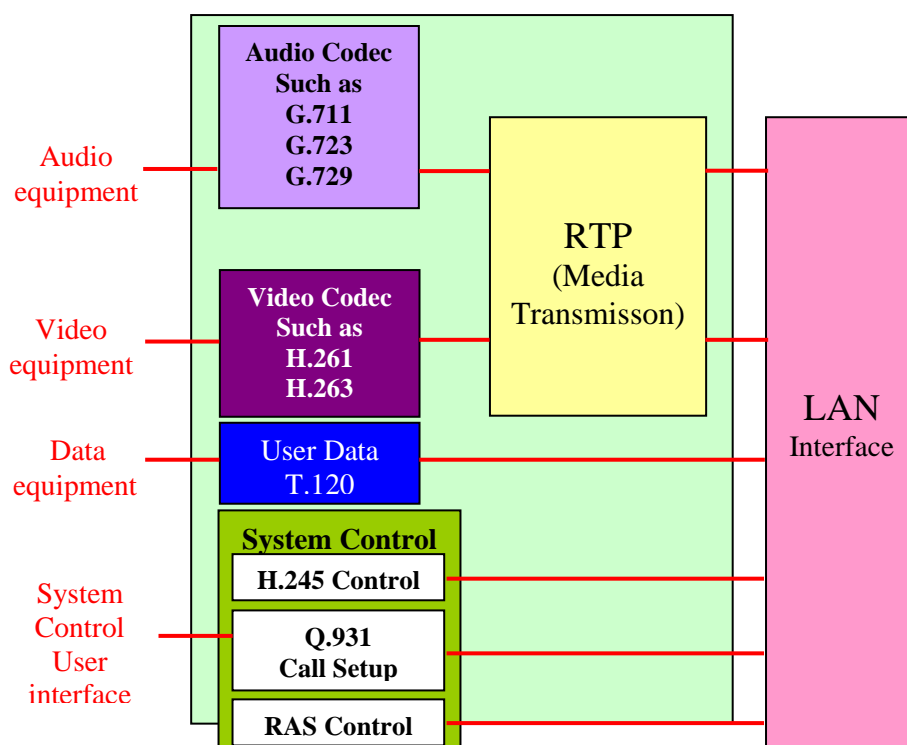 Audio Codec
Such as
G.711
G.723
G.729
Audio
equipment
RTP
(Media
Transmisson)
Video Codec
Such as
H.261
H.263
Video
equipment
LAN
Interface
User Data
T.120
Data
equipment
System Control
H.245 Control
Q.931
Call Setup
RAS Control
System
Control
User
interface